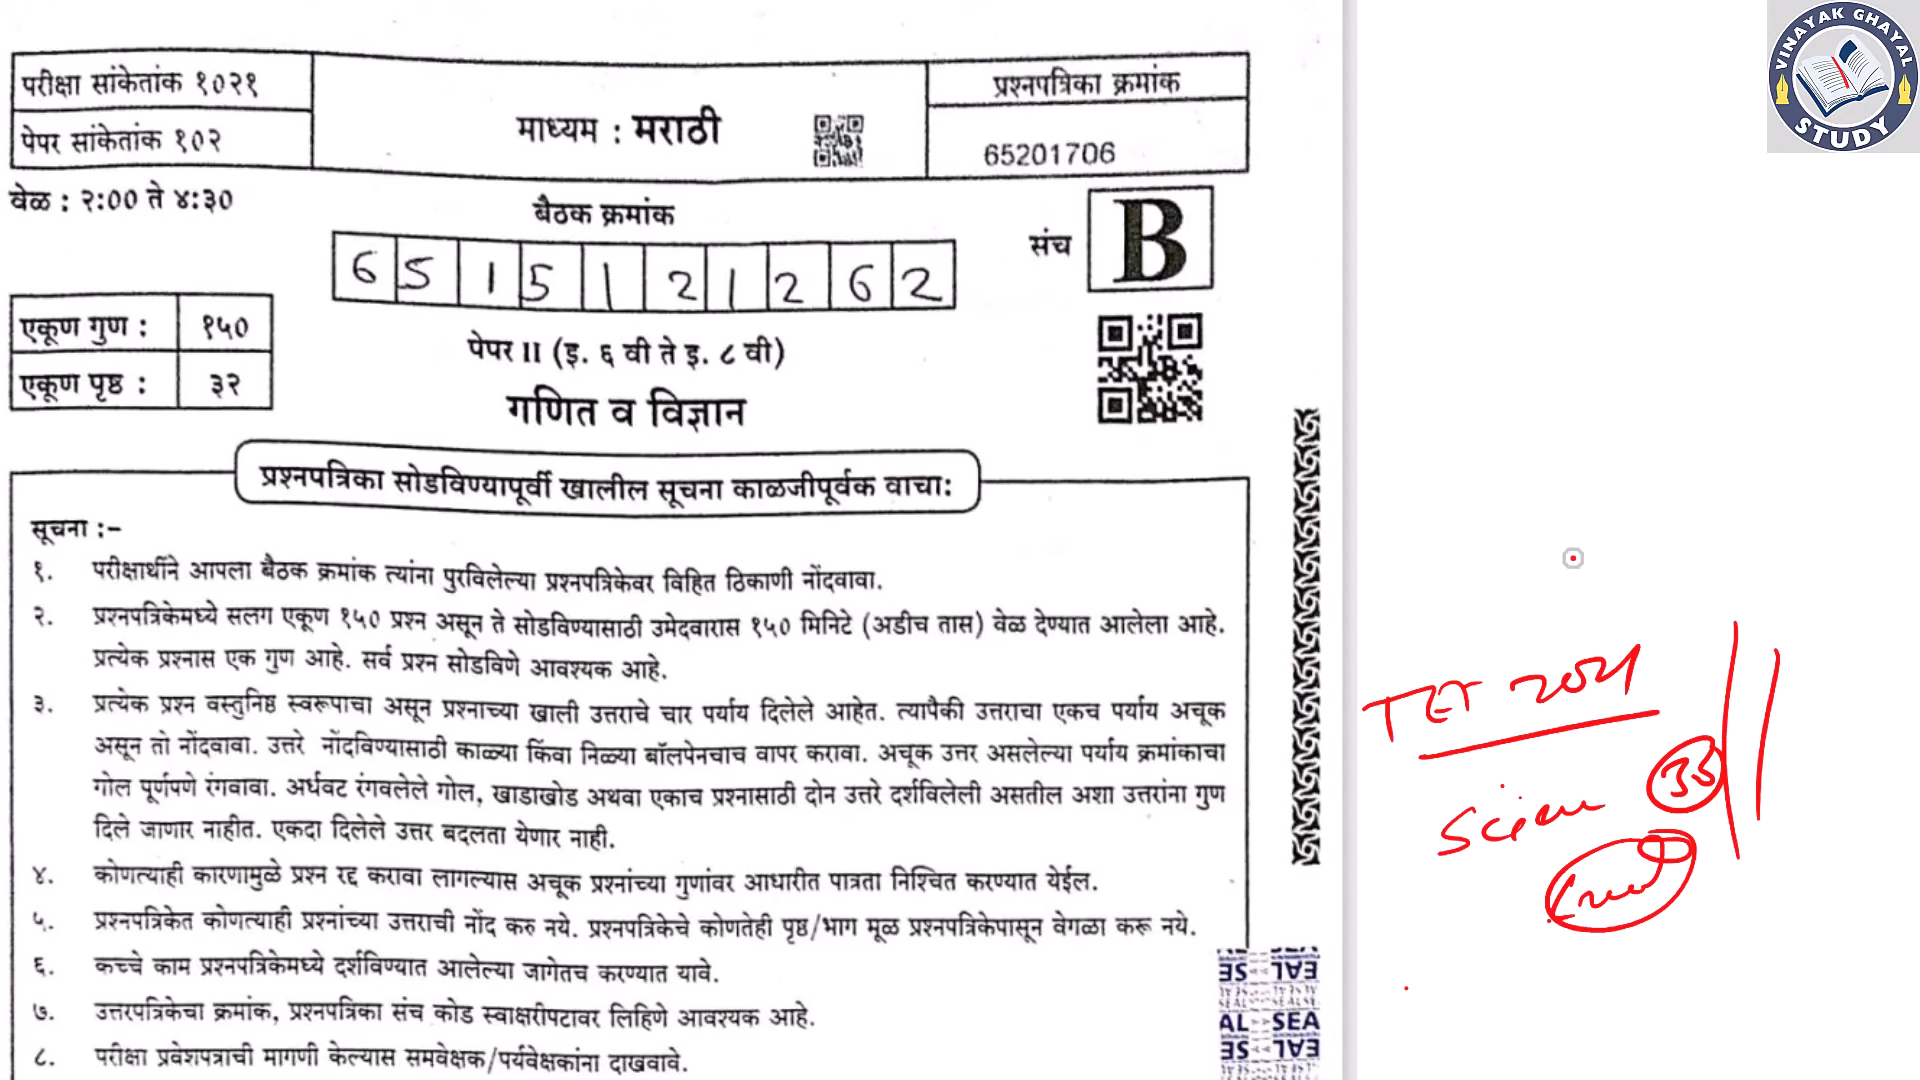 VINAYAK GHAYAL
STUDY
परीक्षा सांकेतांक १०२१
पेपर सांकेतांक १०२
माध्यम : मराठी
प्रश्नपत्रिका क्रमांक
65201706
वेळ : २:00 ते ४:३0
बैठक क्रमांक
6 5 1 5 1 2 1 2 6 2
संच
B
एकूण गुण : १५0
एकूण पृष्ठ : ३२
पेपर II (इ. ६ वी ते इ. ८ वी)
गणित व विज्ञान
प्रश्नपत्रिका सोडविण्यापूर्वी खालील सूचना काळजीपूर्वक वाचा:
सूचना :-
१. परीक्षार्थीने आपला बैठक क्रमांक त्यांना पुरविलेल्या प्रश्नपत्रिकेवर विहित ठिकाणी नोंदवावा.
२. प्रश्नपत्रिकेमध्ये सलग एकूण १५० प्रश्न असून ते सोडविण्यासाठी उमेदवारास १५० मिनिटे (अडीच तास) वेळ देण्यात आलेला आहे.
प्रत्येक प्रश्नास एक गुण आहे. सर्व प्रश्न सोडविणे आवश्यक आहे.
३. प्रत्येक प्रश्न वस्तुनिष्ठ स्वरूपाचा असून प्रश्नाच्या खाली उत्तराचे चार पर्याय दिलेले आहेत. त्यापैकी उत्तराचा एकच पर्याय अचूक
असून तो नोंदवावा. उत्तरे नोंदविण्यासाठी काळ्या किंवा निळ्या बॉलपेनचाच वापर करावा. अचूक उत्तर असलेल्या पर्याय क्रमांकाचा
गोल पूर्णपणे रंगवावा. अर्धवट रंगवलेले गोल, खाडाखोड अथवा एकाच प्रश्नासाठी दोन उत्तरे दर्शविलेली असतील अशा उत्तरांना गुण
दिले जाणार नाहीत. एकदा दिलेले उत्तर बदलता येणार नाही.
४. कोणत्याही कारणामुळे प्रश्न रद्द करावा लागल्यास अचूक प्रश्नांच्या गुणांवर आधारीत पात्रता निश्चित करण्यात येईल.
५. प्रश्नपत्रिकेत कोणत्याही प्रश्नांच्या उत्तराची नोंद करु नये. प्रश्नपत्रिकेचे कोणतेही पृष्ठ/भाग मूळ प्रश्नपत्रिकेपासून वेगळा करू नये.
६. कच्चे काम प्रश्नपत्रिकेमध्ये दर्शविण्यात आलेल्या जागेतच करण्यात यावे.
७. उत्तरपत्रिकेचा क्रमांक, प्रश्नपत्रिका संच कोड स्वाक्षरीपटावर लिहिणे आवश्यक आहे.
८. परीक्षा प्रवेशपत्राची मागणी केल्यास समवेक्षक/पर्यवेक्षकांना दाखवावे.
TET 2021